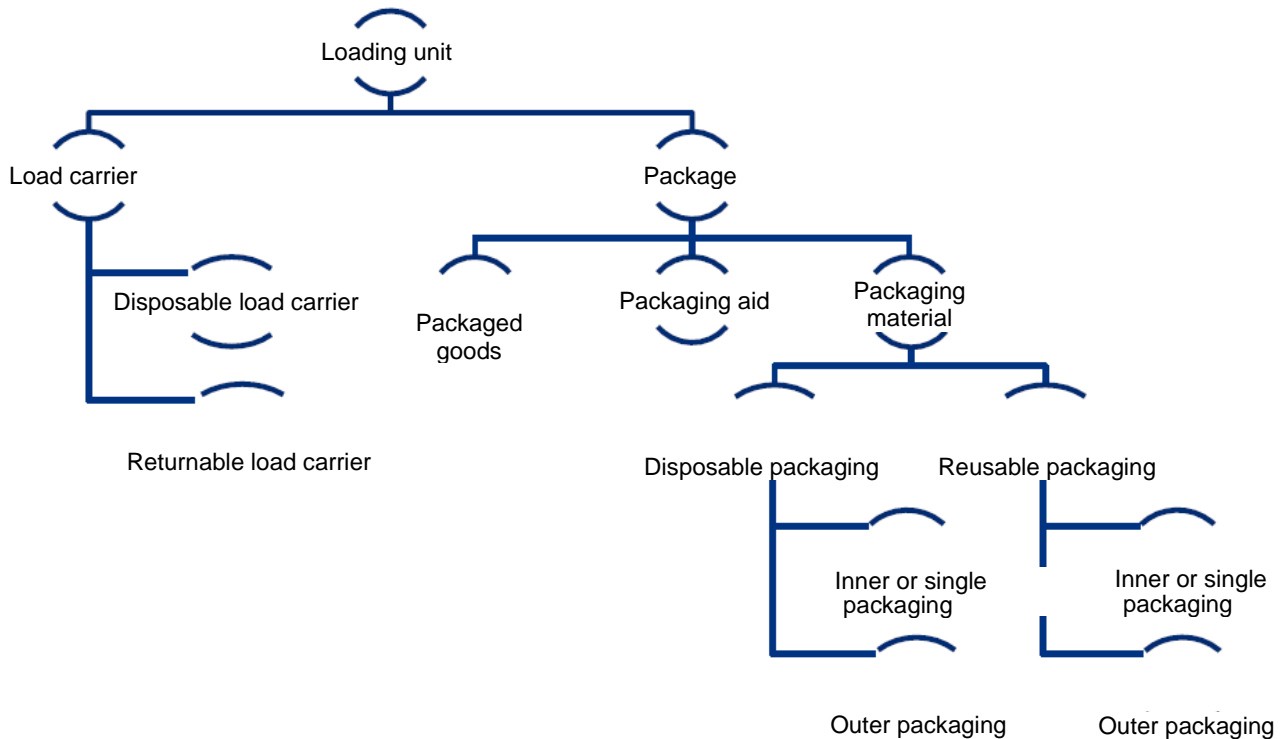 Loading unit
Load carrier
Package
Disposable load carrier
Packaging aid
Packaging
material
Packaged
goods
Returnable load carrier
Disposable packaging
Reusable packaging
Inner or single
packaging
Inner or single
packaging
Outer packaging
Outer packaging